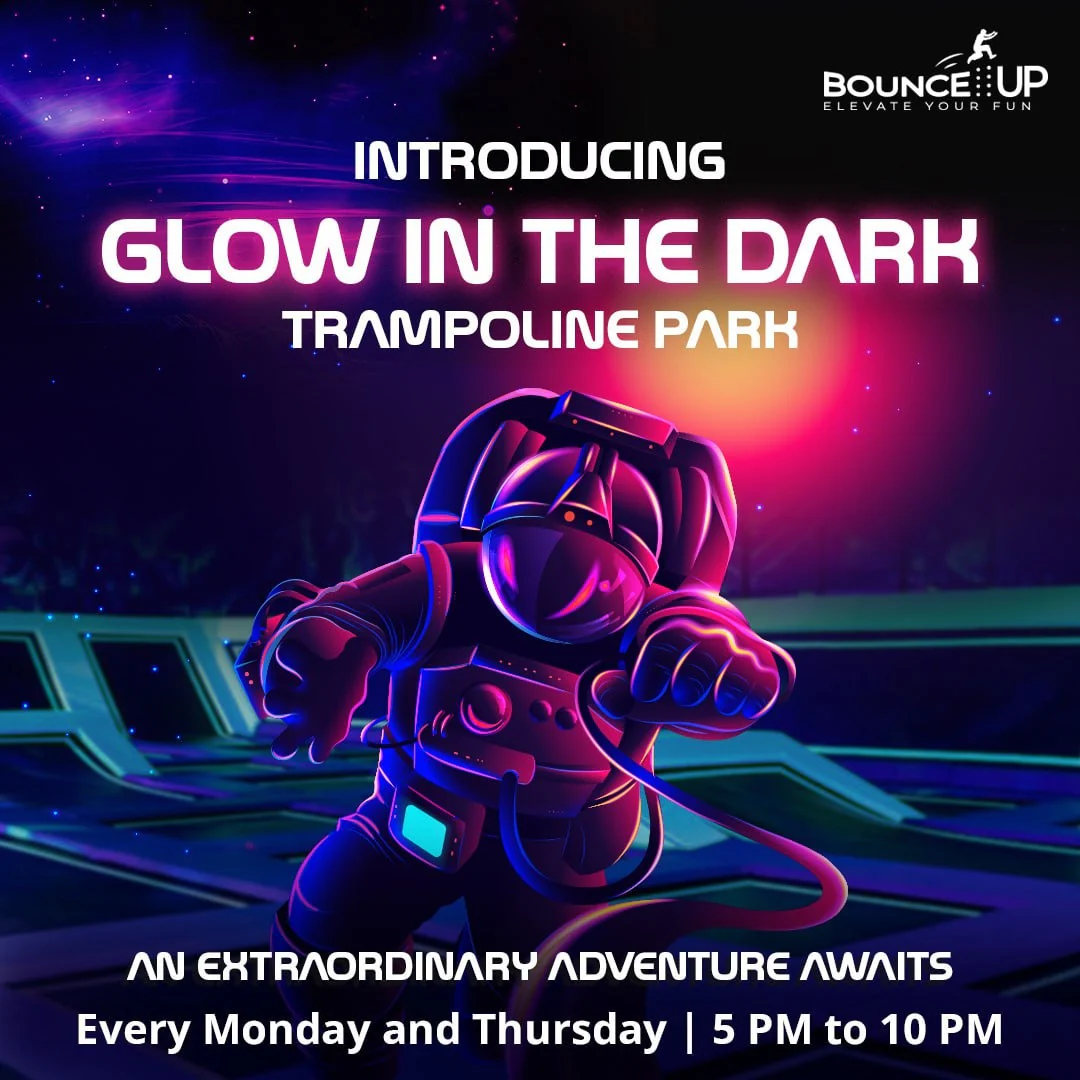 BOUNCE UP
ELEVATE YOUR FUN
INTRODUCING
GLOW IN THE DARK
TRAMPOLINE PARK
AN EXTRAORDINARY ADVENTURE AWAITS
Every Monday and Thursday | 5 PM to 10 PM